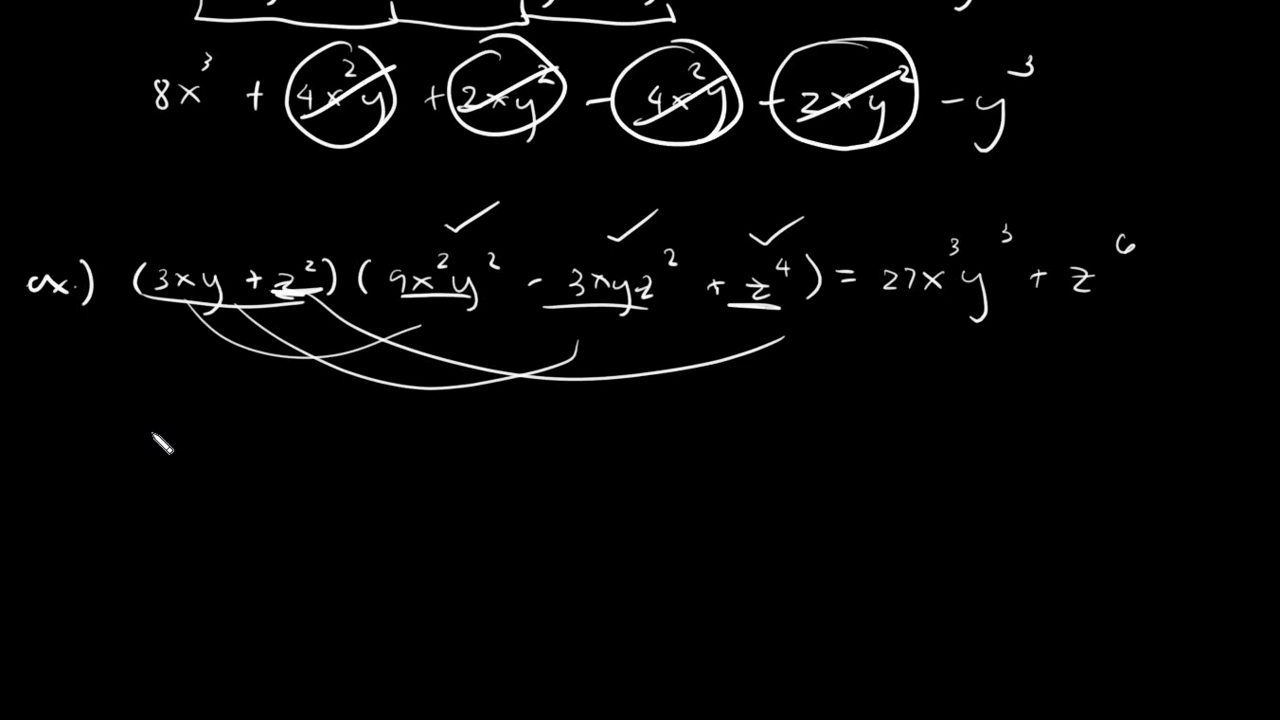 8x³ + 4x²y + 2xy² - 4x²y - 2xy² - y³
ex.) (3xy + z²)(9x²y² - 3xyz² + z⁴) = 27x³y³ + z⁶